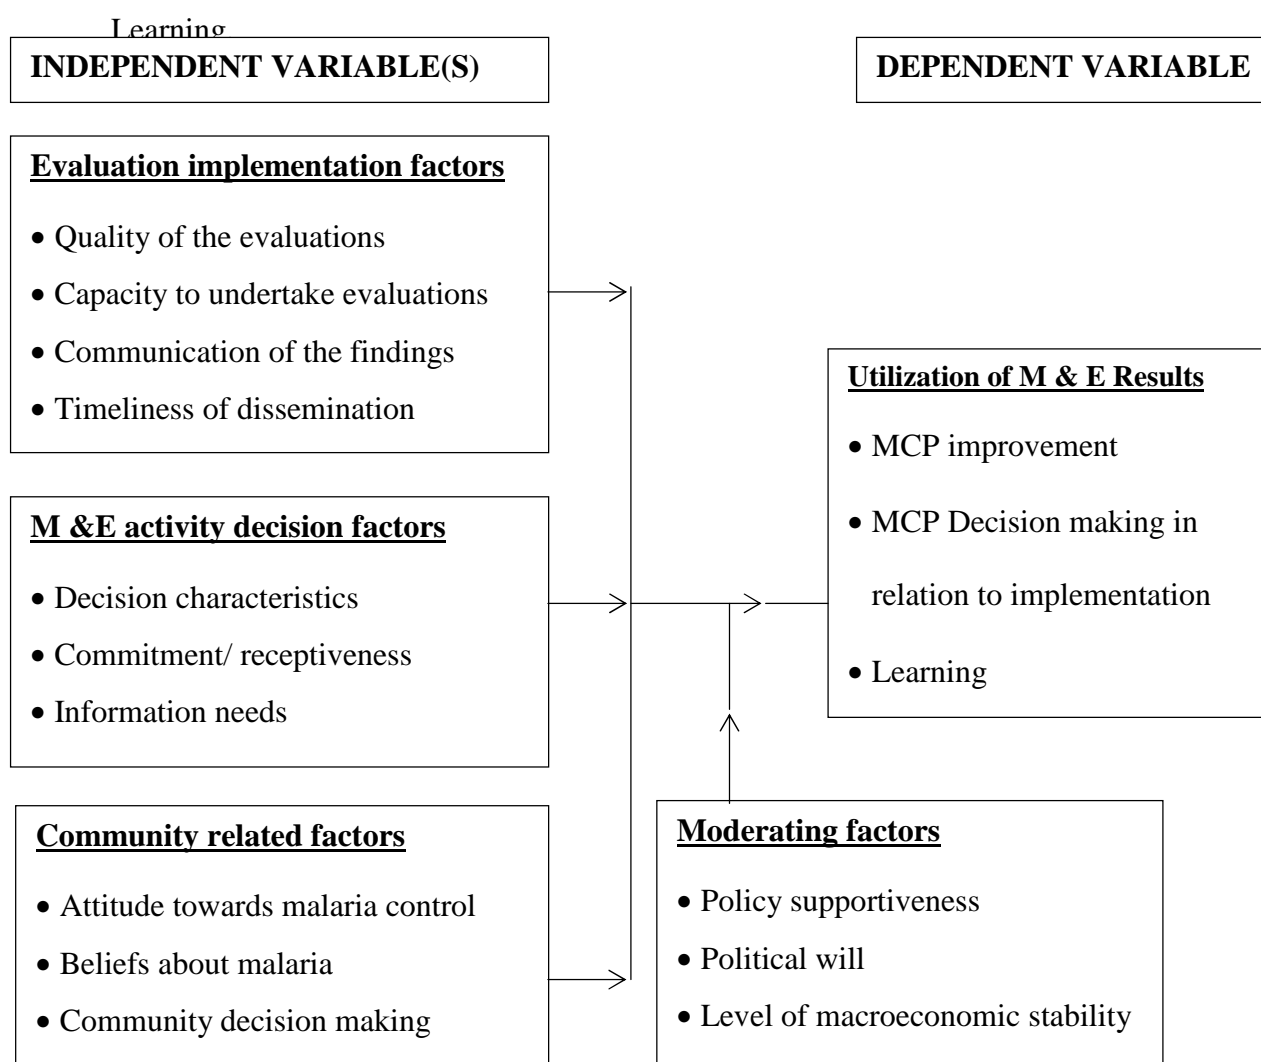 Learning
INDEPENDENT VARIABLE(S)
DEPENDENT VARIABLE
Evaluation implementation factors
• Quality of the evaluations
• Capacity to undertake evaluations
• Communication of the findings
• Timeliness of dissemination
Utilization of M & E Results
• MCP improvement
• MCP Decision making in
relation to implementation
• Learning
M &E activity decision factors
• Decision characteristics
• Commitment/ receptiveness
• Information needs
Community related factors
• Attitude towards malaria control
• Beliefs about malaria
• Community decision making
Moderating factors
• Policy supportiveness
• Political will
• Level of macroeconomic stability